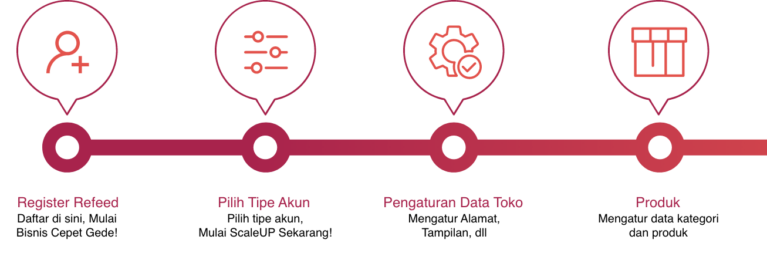 Register Refeed
Daftar di sini, Mulai
Bisnis Cepet Gede!
Pilih Tipe Akun
Pilih tipe akun,
Mulai ScaleUP Sekarang!
Pengaturan Data Toko
Mengatur Alamat,
Tampilan, dll
Produk
Mengatur data kategori
dan produk